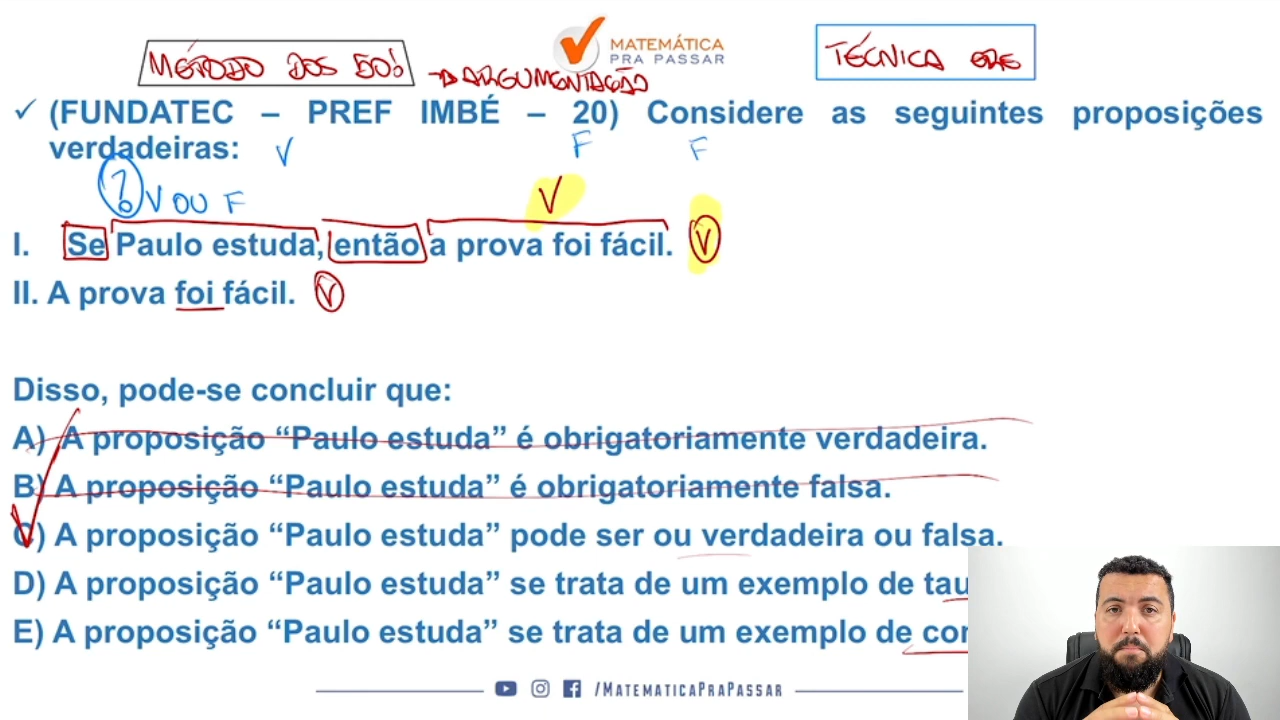 MÉTODO DOS 50!
→ ARGUMENTAÇÃO
MATEMÁTICA
PRA PASSAR
TÉCNICA
✓ (FUNDATEC – PREF IMBÉ – 20) Considere as seguintes proposições
verdadeiras: V F F
? V OU F V
I. Se Paulo estuda, então a prova foi fácil. V
II. A prova foi fácil. V
Disso, pode-se concluir que:
A) A proposição “Paulo estuda” é obrigatoriamente verdadeira.
B) A proposição “Paulo estuda” é obrigatoriamente falsa.
C) A proposição “Paulo estuda” pode ser ou verdadeira ou falsa.
D) A proposição “Paulo estuda” se trata de um exemplo de tau
E) A proposição “Paulo estuda” se trata de um exemplo de con
/MatematicaPraPassar